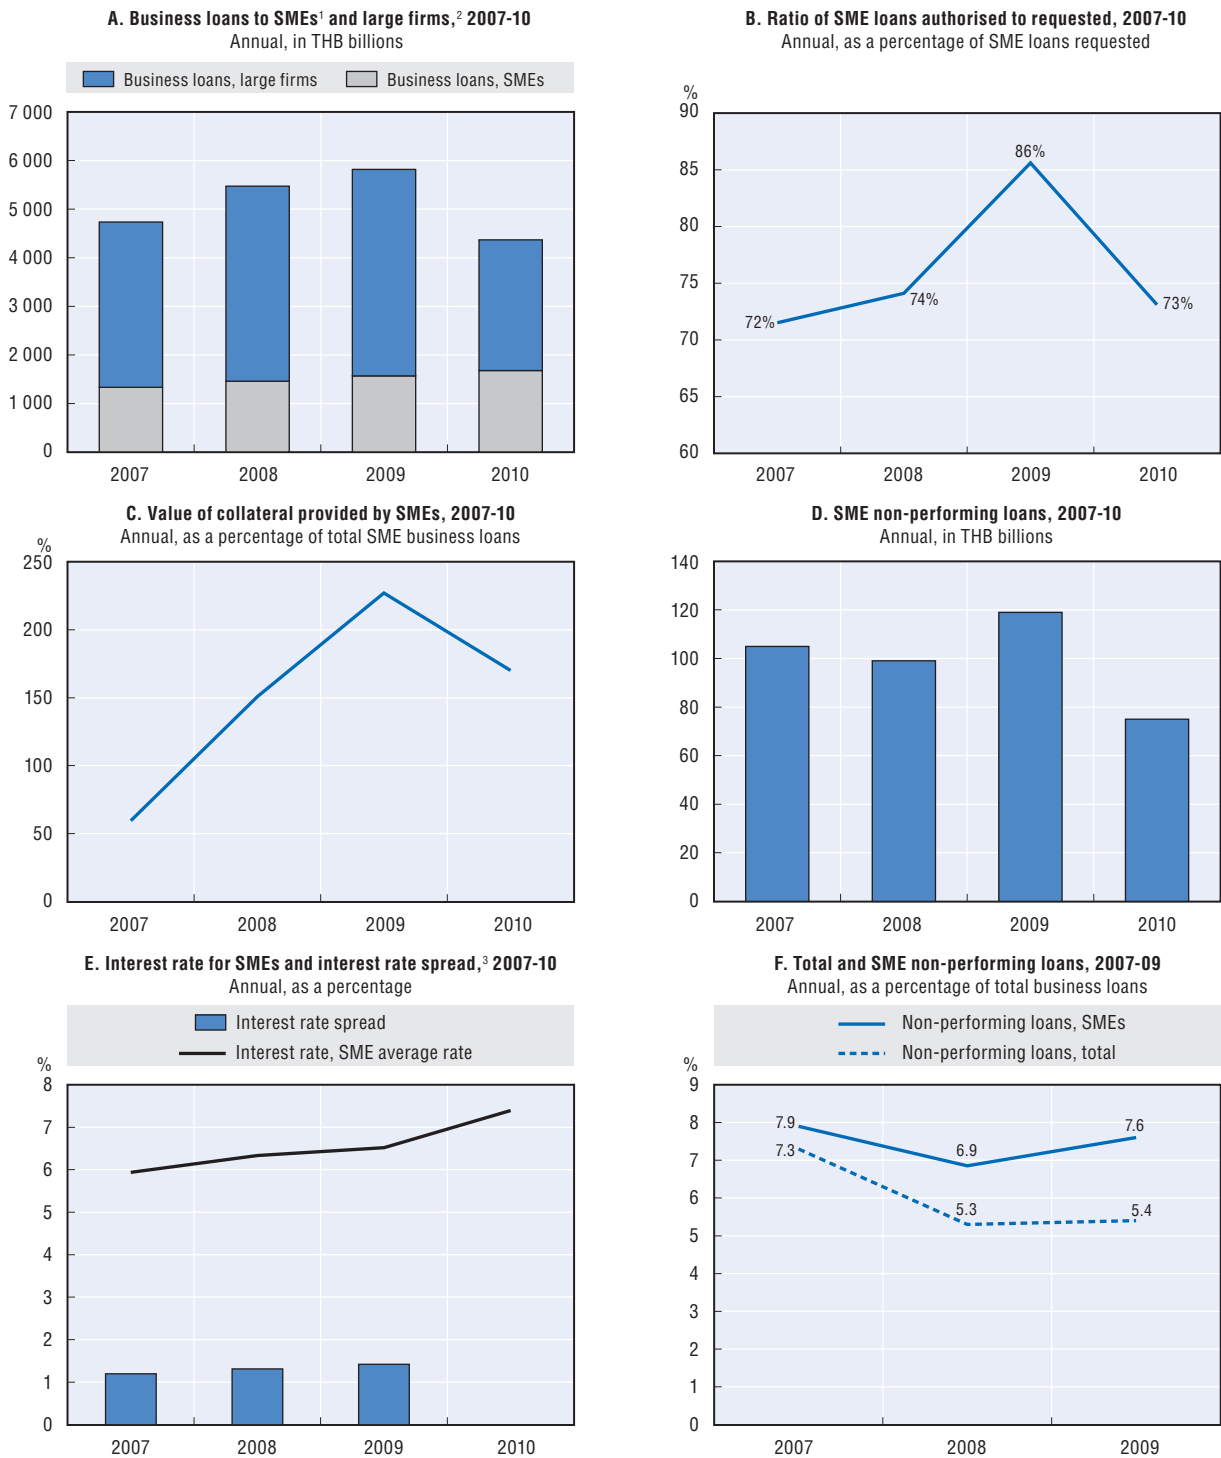 A. Business loans to SMEs¹ and large firms,² 2007-10
Annual, in THB billions
Business loans, large firms
Business loans, SMEs
7 000
6 000
5 000
4 000
3 000
2 000
1 000
0
2007 2008 2009 2010
B. Ratio of SME loans authorised to requested, 2007-10
Annual, as a percentage of SME loans requested
%
90
85
80
75
70
65
60
72%
74%
86%
73%
2007 2008 2009 2010
C. Value of collateral provided by SMEs, 2007-10
Annual, as a percentage of total SME business loans
%
250
200
150
100
50
0
2007 2008 2009 2010
D. SME non-performing loans, 2007-10
Annual, in THB billions
140
120
100
80
60
40
20
0
2007 2008 2009 2010
E. Interest rate for SMEs and interest rate spread,³ 2007-10
Annual, as a percentage
Interest rate spread
Interest rate, SME average rate
%
8
7
6
5
4
3
2
1
0
2007 2008 2009 2010
F. Total and SME non-performing loans, 2007-09
Annual, as a percentage of total business loans
Non-performing loans, SMEs
Non-performing loans, total
%
9
8
7
6
5
4
3
2
1
0
7.9
6.9
7.6
7.3
5.3
5.4
2007 2008 2009